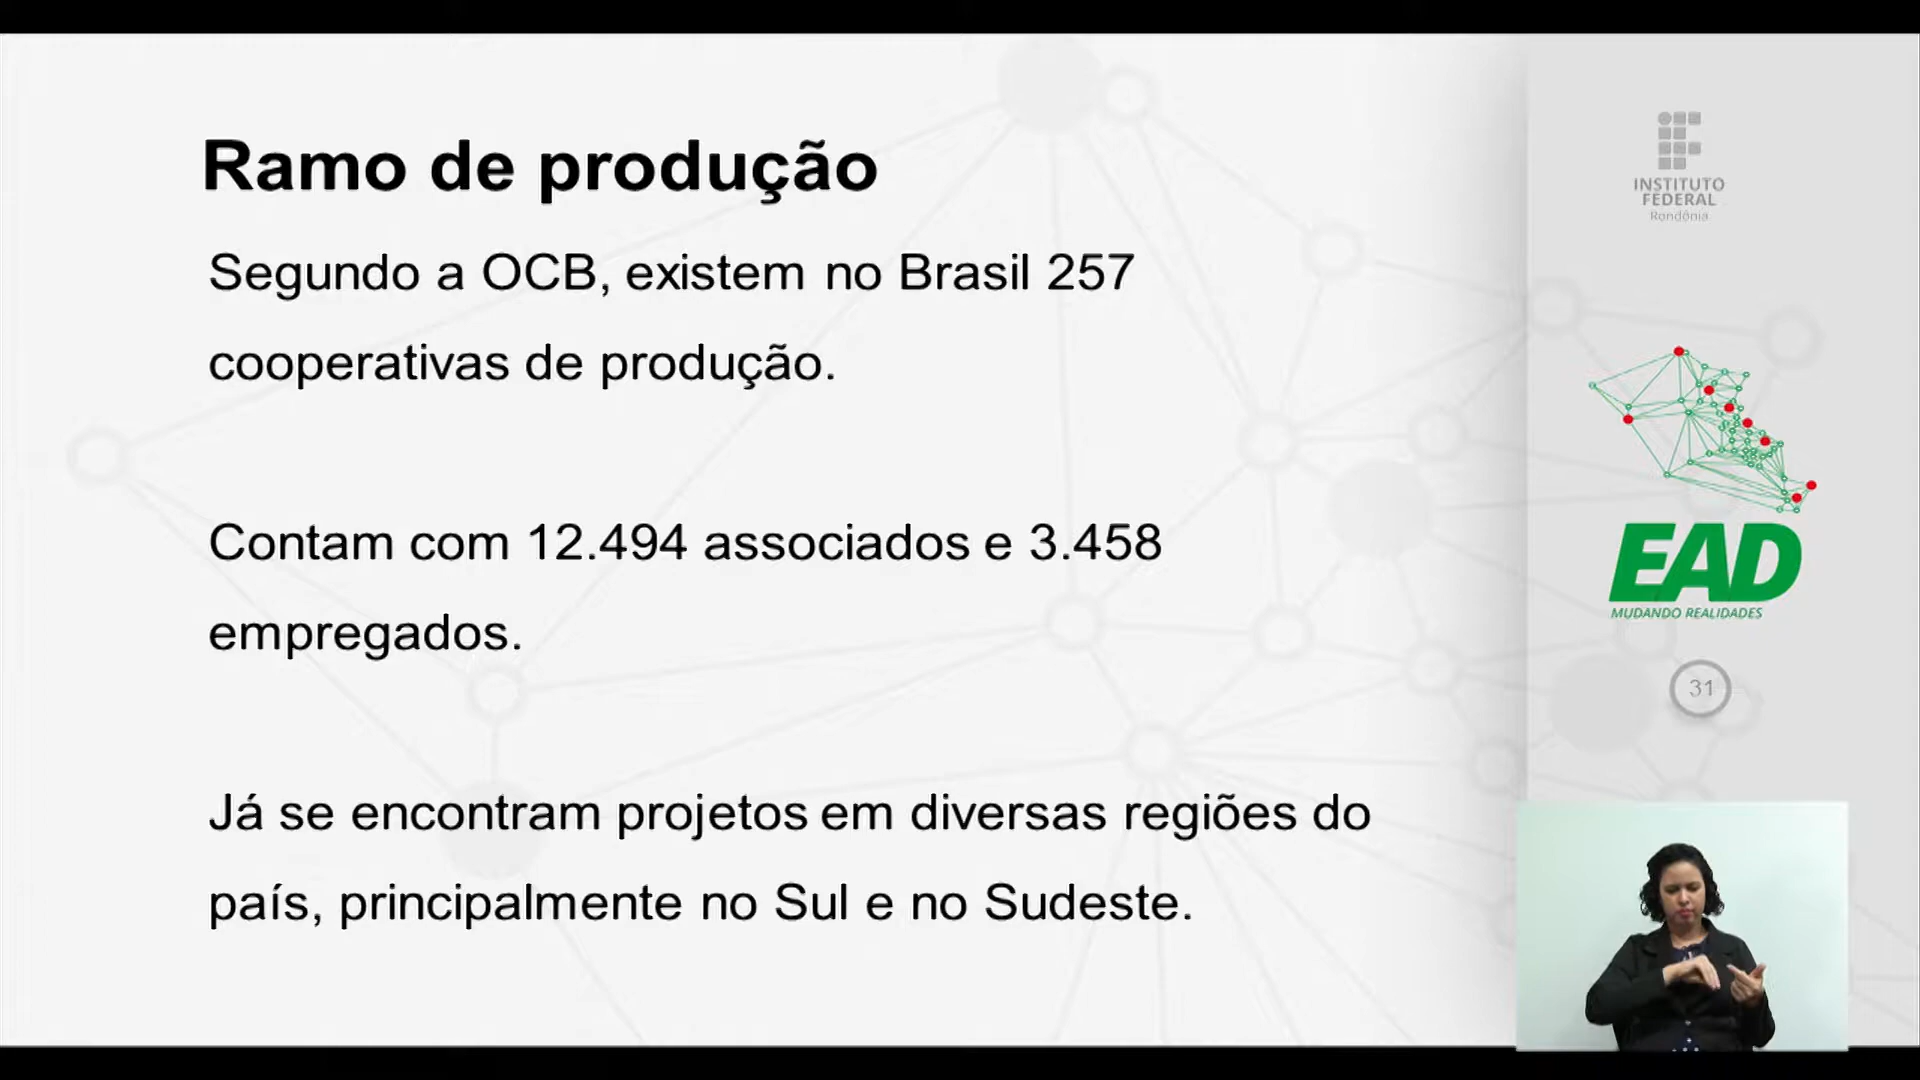 Ramo de produção
Segundo a OCB, existem no Brasil 257
cooperativas de produção.
Contam com 12.494 associados e 3.458
empregados.
Já se encontram projetos em diversas regiões do
país, principalmente no Sul e no Sudeste.
INSTITUTO
FEDERAL
Rondônia
EAD
MUDANDO REALIDADES
31